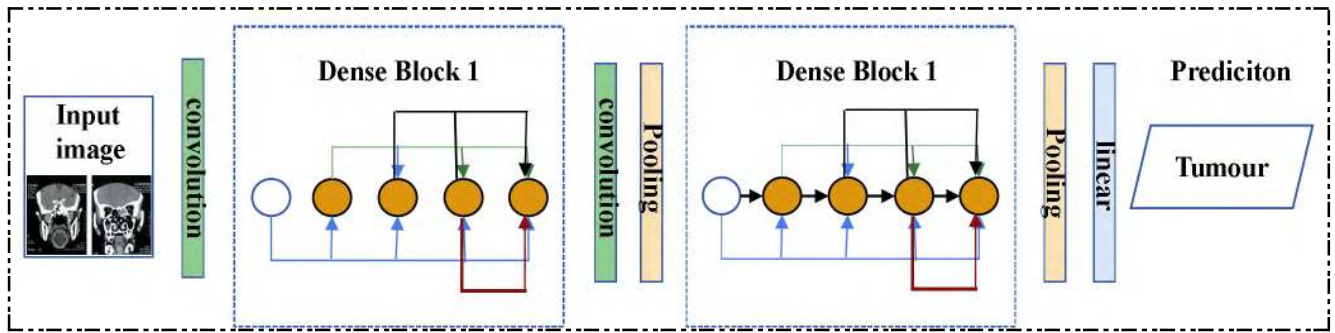 Input
image
convolution
Dense Block 1
convolution
Pooling
Dense Block 1
Pooling
linear
Prediciton
Tumour